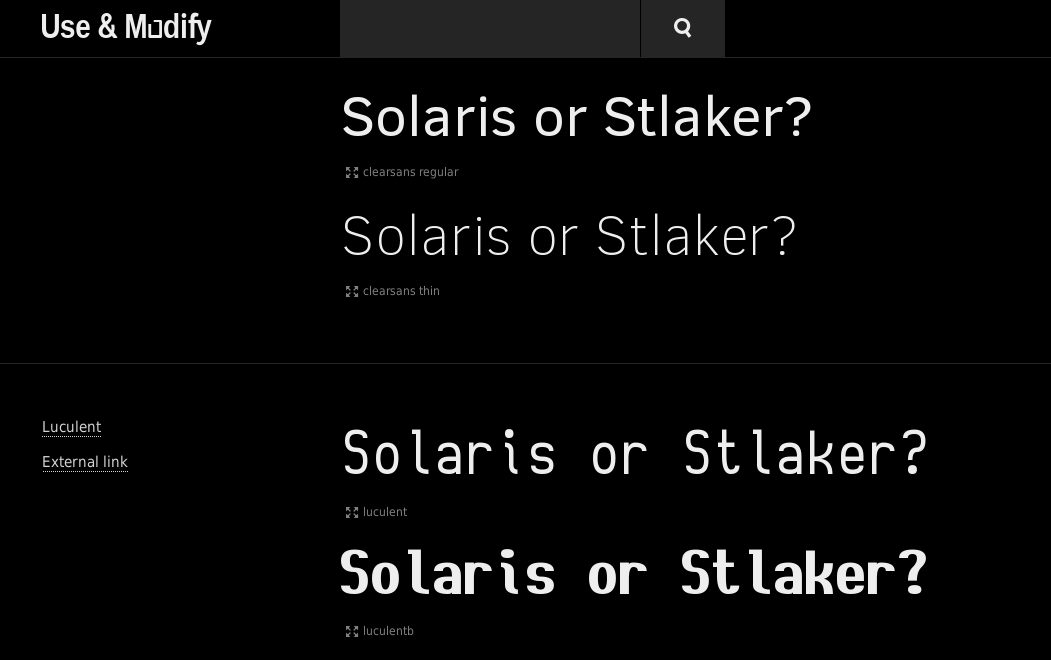 Use & Modify
Solaris or Stlaker?
clearsans regular
Solaris or Stlaker?
clearsans thin
Luculent
External link
Solaris or Stlaker?
luculent
Solaris or Stlaker?
luculentb